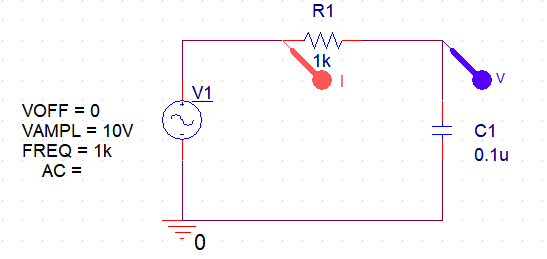 R1
1k
I
V
V1
VOFF = 0
VAMPL = 10V
FREQ = 1k
AC =
C1
0.1u
0